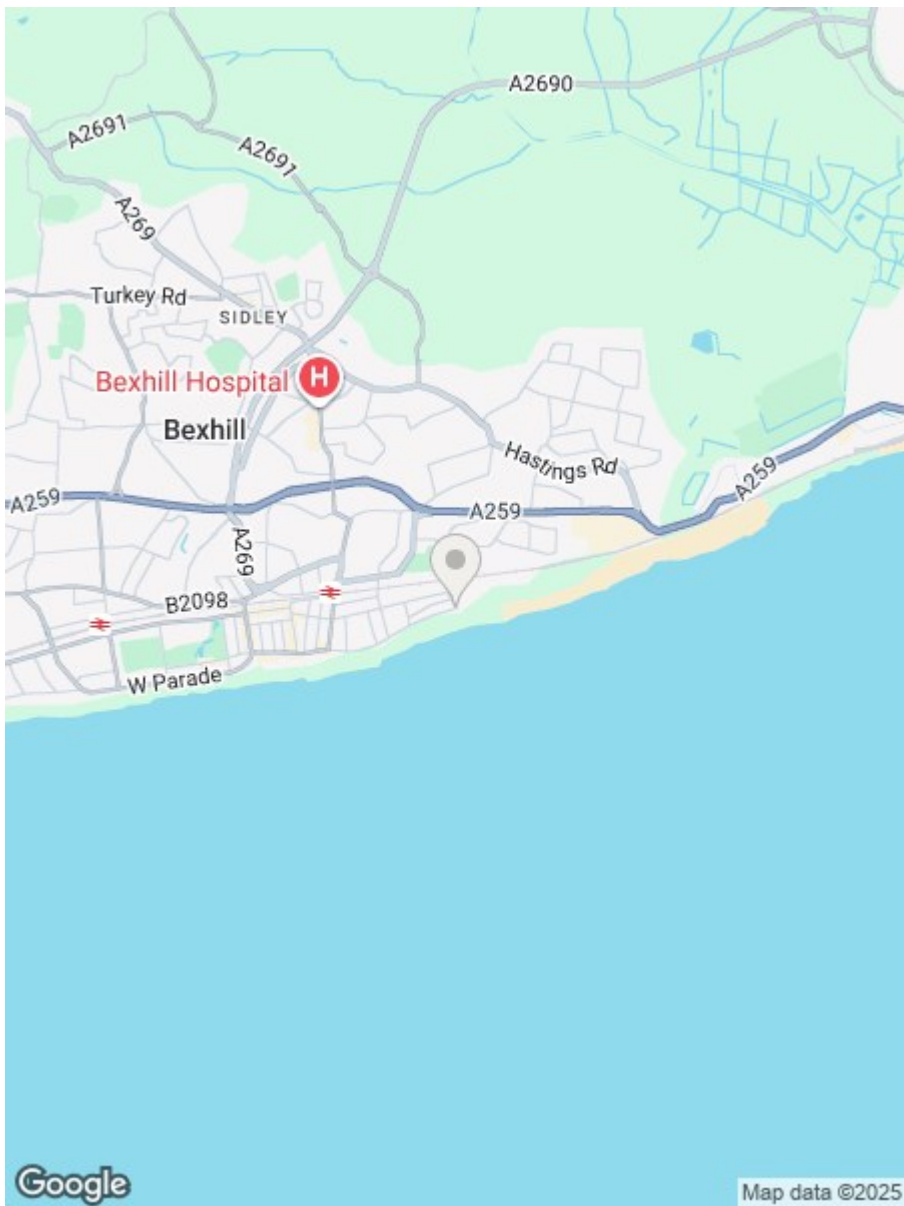 A2690
A2691
A2691
A269
Turkey Rd
SIDLEY
Bexhill Hospital
H
Bexhill
Hastings Rd
A259
A259
A259
A269
B2098
W Parade
Google
Map data ©2025